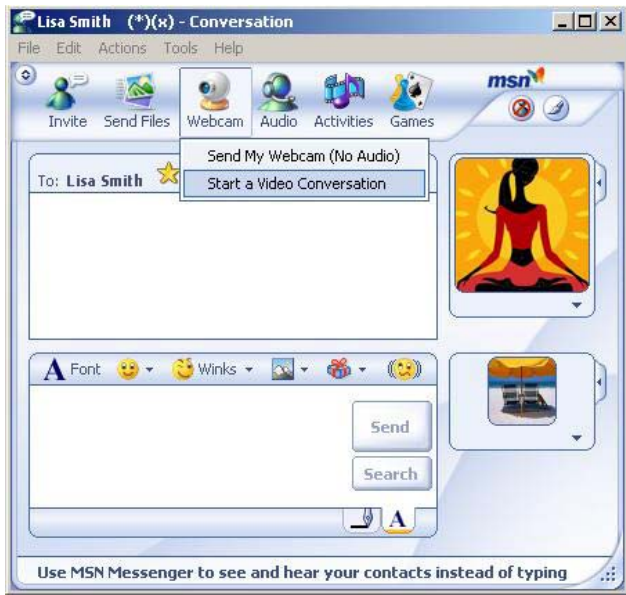 Lisa Smith (*)(x) - Conversation
File Edit Actions Tools Help
msn
Invite Send Files Webcam Audio Activities Games
Send My Webcam (No Audio)
Start a Video Conversation
To: Lisa Smith
A Font Winks
Send
Search
A
Use MSN Messenger to see and hear your contacts instead of typing